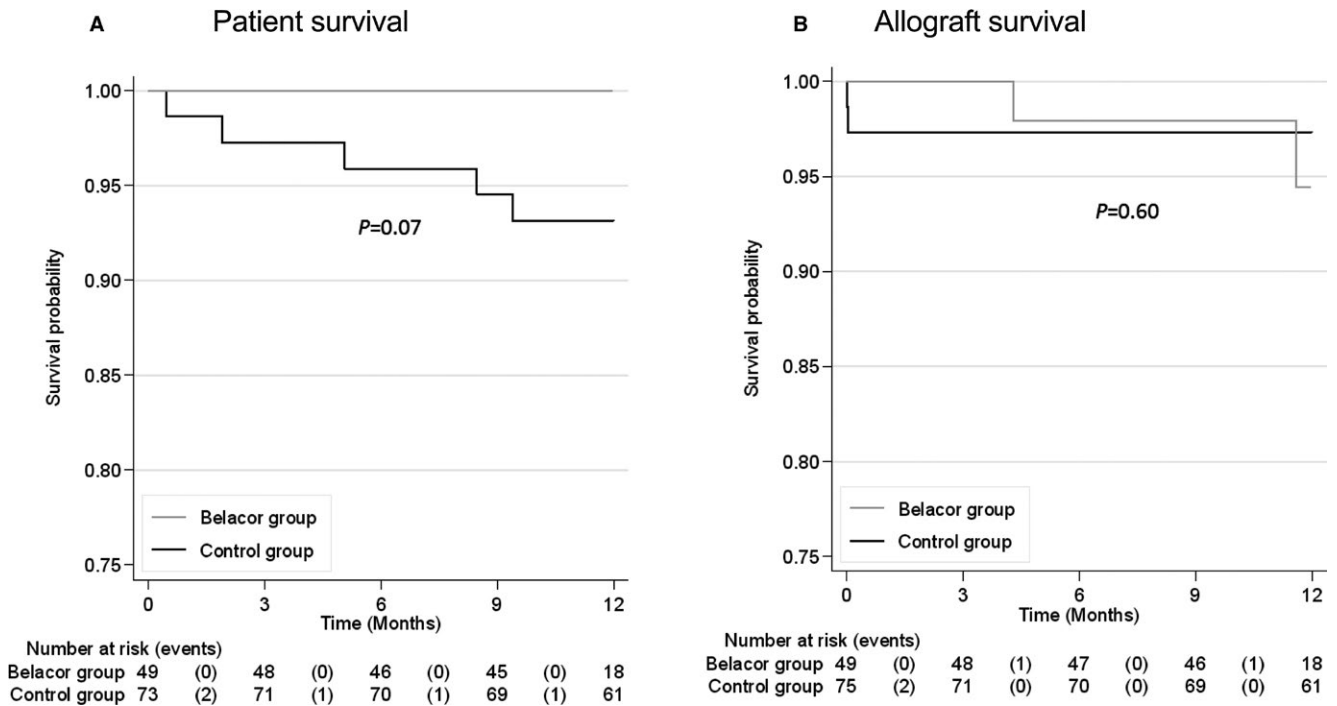 A Patient survival
1.00
0.95
0.90
0.85
0.80
0.75
Survival probability
P=0.07
Belacor group
Control group
0 3 6 9 12
Time (Months)
Number at risk (events)
Belacor group 49 (0) 48 (0) 46 (0) 45 (0) 18
Control group 73 (2) 71 (1) 70 (1) 69 (1) 61
B Allograft survival
1.00
0.95
0.90
0.85
0.80
0.75
Survival probability
P=0.60
Belacor group
Control group
0 3 6 9 12
Time (Months)
Number at risk (events)
Belacor group 49 (0) 48 (1) 47 (0) 46 (1) 18
Control group 75 (2) 71 (0) 70 (0) 69 (0) 61